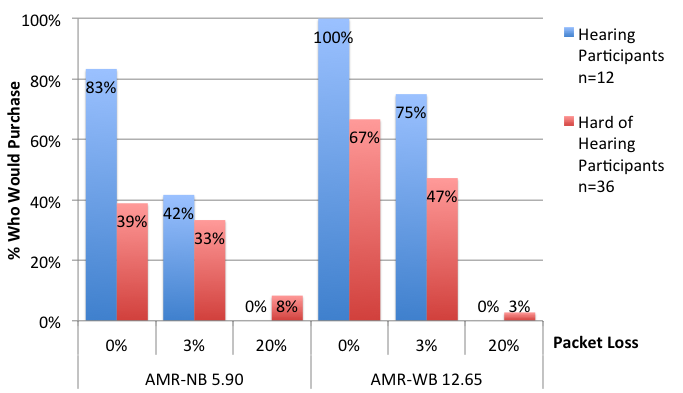 100%
80%
60%
40%
20%
0%
% Who Would Purchase
83%
39%
42%
33%
0%
8%
100%
67%
75%
47%
0%
3%
0%
3%
20%
0%
3%
20%
Packet Loss
AMR-NB 5.90
AMR-WB 12.65
Hearing
Participants
n=12
Hard of
Hearing
Participants
n=36